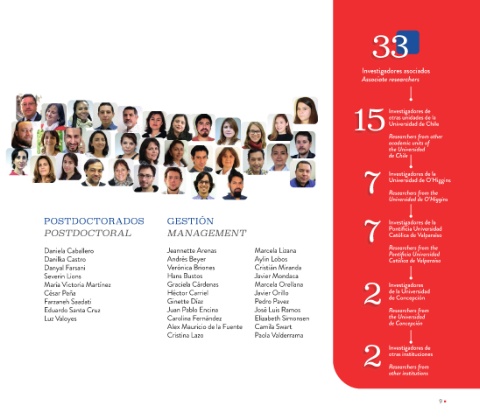 33
Investigadores asociados
Associate researchers
15
Investigadores de
otras unidades de la
Universidad de Chile
Researchers from other
academic units of
the Universidad
de Chile
7
Investigadores de la
Universidad de O'Higgins
Researchers from the
Universidad de O'Higgins
7
Investigadores de la
Pontificia Universidad
Católica de Valparaíso
Researchers from the
Pontificia Universidad
Católica de Valparaíso
2
Investigadores
de la Universidad
de Concepción
Researchers from
the Universidad
de Concepción
2
Investigadores de
otras instituciones
Researchers from
other institutions
POSTDOCTORADOS
POSTDOCTORAL
Daniela Caballero
Danilka Castro
Danyal Farsani
Severin Lions
María Victoria Martínez
César Peña
Farzaneh Saadati
Eduardo Santa Cruz
Luz Valoyes
GESTIÓN
MANAGEMENT
Jeannette Arenas
Andrés Beyer
Verónica Briones
Hans Bustos
Graciela Cárdenas
Héctor Carriel
Ginette Díaz
Juan Pablo Encina
Carolina Fernández
Alex Mauricio de la Fuente
Cristina Lazo
Marcela Lizana
Aylin Lobos
Cristián Miranda
Javier Mondaca
Marcela Orellana
Javier Orillo
Pedro Pavez
José Luis Ramos
Elizabeth Simonsen
Camila Swart
Paola Valderrama
9